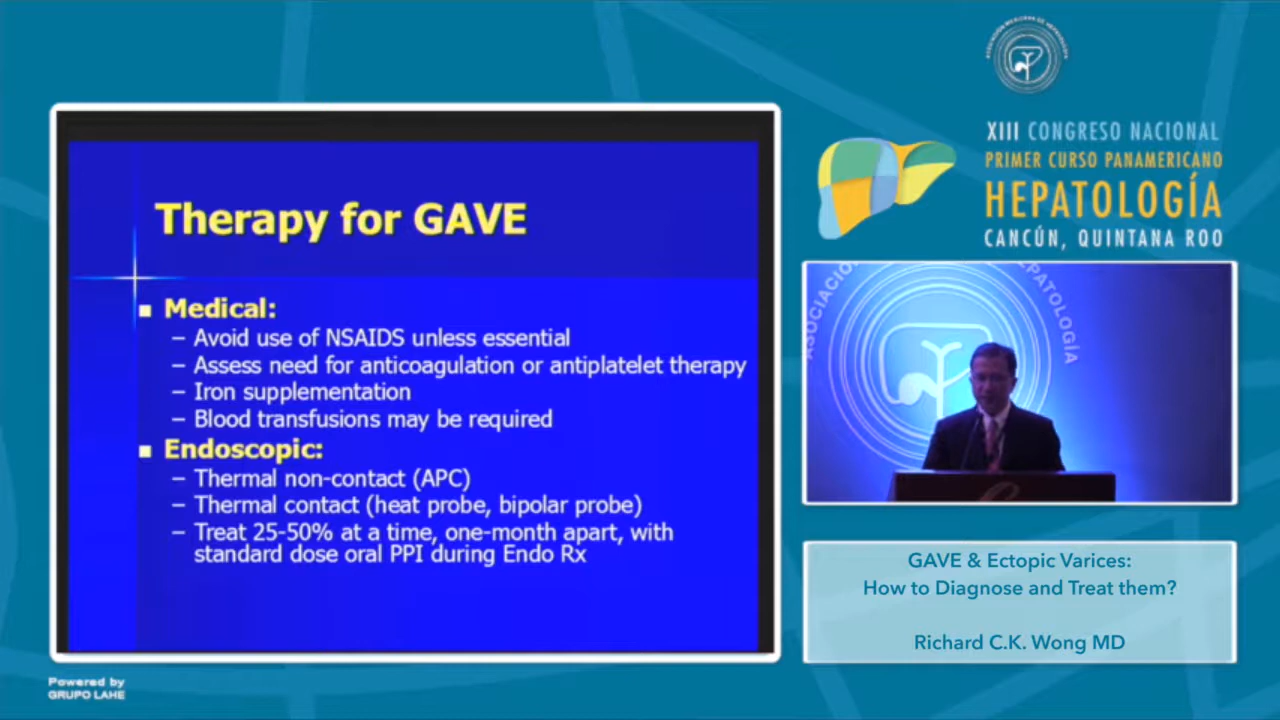 ASOCIACIÓN MEXICANA DE HEPATOLOGÍA
XIII CONGRESO NACIONAL
PRIMER CURSO PANAMERICANO
HEPATOLOGÍA
CANCÚN, QUINTANA ROO
Therapy for GAVE
Medical:
– Avoid use of NSAIDS unless essential
– Assess need for anticoagulation or antiplatelet therapy
– Iron supplementation
– Blood transfusions may be required
Endoscopic:
– Thermal non-contact (APC)
– Thermal contact (heat probe, bipolar probe)
– Treat 25-50% at a time, one-month apart, with
standard dose oral PPI during Endo Rx
GAVE & Ectopic Varices:
How to Diagnose and Treat them?
Richard C.K. Wong MD
Powered by
GRUPO LAHE